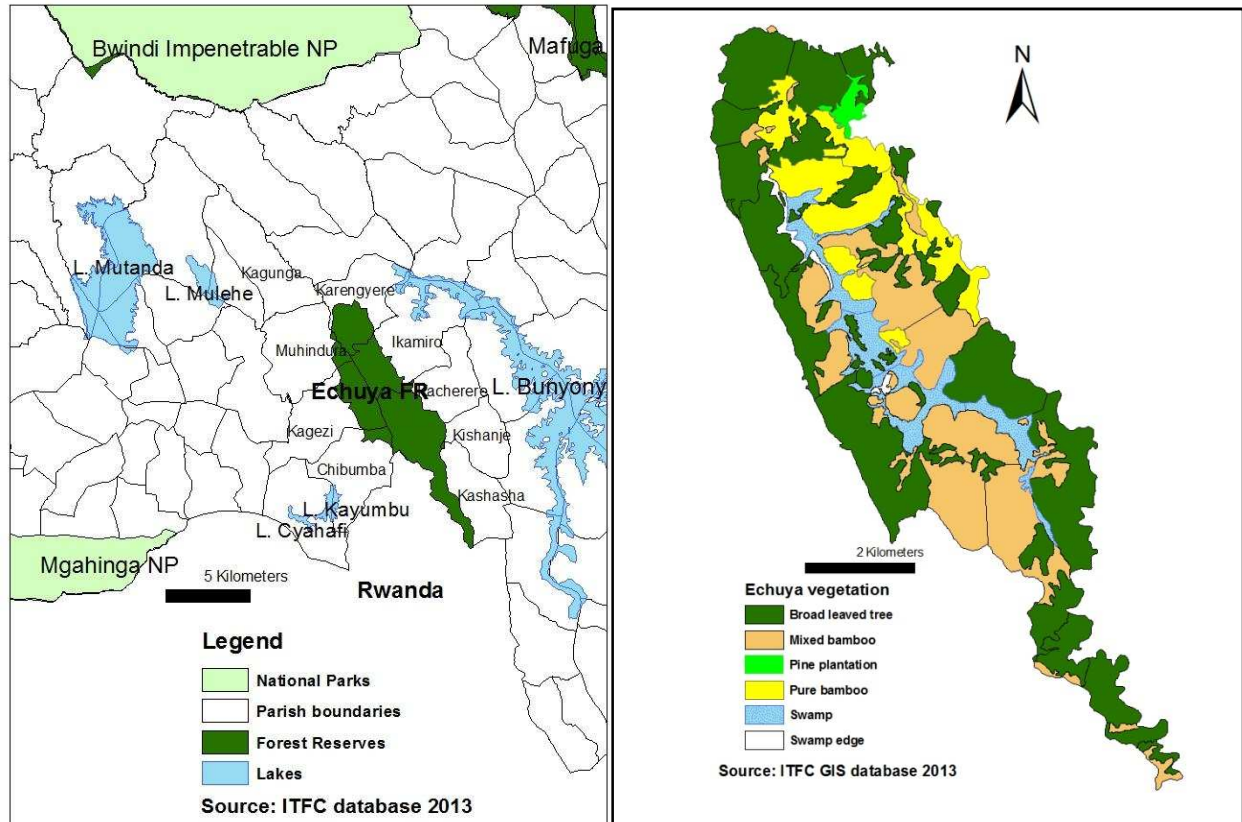 Bwindi Impenetrable NP
Mafuga
L. Mutanda
L. Mulehe
Kagunga
Karengyere
Muhindura
Ikamiro
Echuya FR
acherere
L. Bunyony
Kagezi
Kishanje
Chibumba
Kashasha
L. Kayumbu
L. Cyahafi
Mgahinga NP
5 Kilometers
Rwanda
Legend
National Parks
Parish boundaries
Forest Reserves
Lakes
Source: ITFC database 2013
N
2 Kilometers
Echuya vegetation
Broad leaved tree
Mixed bamboo
Pine plantation
Pure bamboo
Swamp
Swamp edge
Source: ITFC GIS database 2013